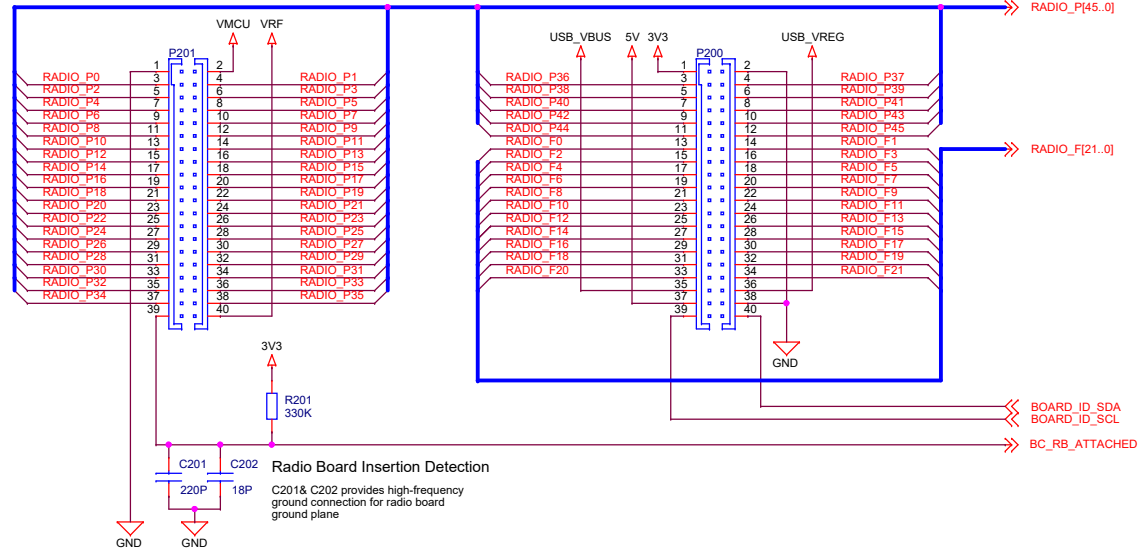 RADIO_P[45..0]
VMCU VRF
USB_VBUS 5V 3V3 USB_VREG
P201 P200
1 2 1 2
RADIO_P0 3 4 RADIO_P1 RADIO_P36 3 4 RADIO_P37
RADIO_P2 5 6 RADIO_P3 RADIO_P38 5 6 RADIO_P39
RADIO_P4 7 8 RADIO_P5 RADIO_P40 7 8 RADIO_P41
RADIO_P6 9 10 RADIO_P7 RADIO_P42 9 10 RADIO_P43
RADIO_P8 11 12 RADIO_P9 RADIO_P44 11 12 RADIO_P45
RADIO_P10 13 14 RADIO_P11 RADIO_F0 13 14 RADIO_F1 RADIO_F[21..0]
RADIO_P12 15 16 RADIO_P13 RADIO_F2 15 16 RADIO_F3
RADIO_P14 17 18 RADIO_P15 RADIO_F4 17 18 RADIO_F5
RADIO_P16 19 20 RADIO_P17 RADIO_F6 19 20 RADIO_F7
RADIO_P18 21 22 RADIO_P19 RADIO_F8 21 22 RADIO_F9
RADIO_P20 23 24 RADIO_P21 RADIO_F10 23 24 RADIO_F11
RADIO_P22 25 26 RADIO_P23 RADIO_F12 25 26 RADIO_F13
RADIO_P24 27 28 RADIO_P25 RADIO_F14 27 28 RADIO_F15
RADIO_P26 29 30 RADIO_P27 RADIO_F16 29 30 RADIO_F17
RADIO_P28 31 32 RADIO_P29 RADIO_F18 31 32 RADIO_F19
RADIO_P30 33 34 RADIO_P31 RADIO_F20 33 34 RADIO_F21
RADIO_P32 35 36 RADIO_P33 35 36
RADIO_P34 37 38 RADIO_P35 37 38
39 40 39 40
3V3
GND
R201
330K
BOARD_ID_SDA
BOARD_ID_SCL
BC_RB_ATTACHED
C201 C202
220P 18P
Radio Board Insertion Detection
C201& C202 provides high-frequency
ground connection for radio board
ground plane
GND GND